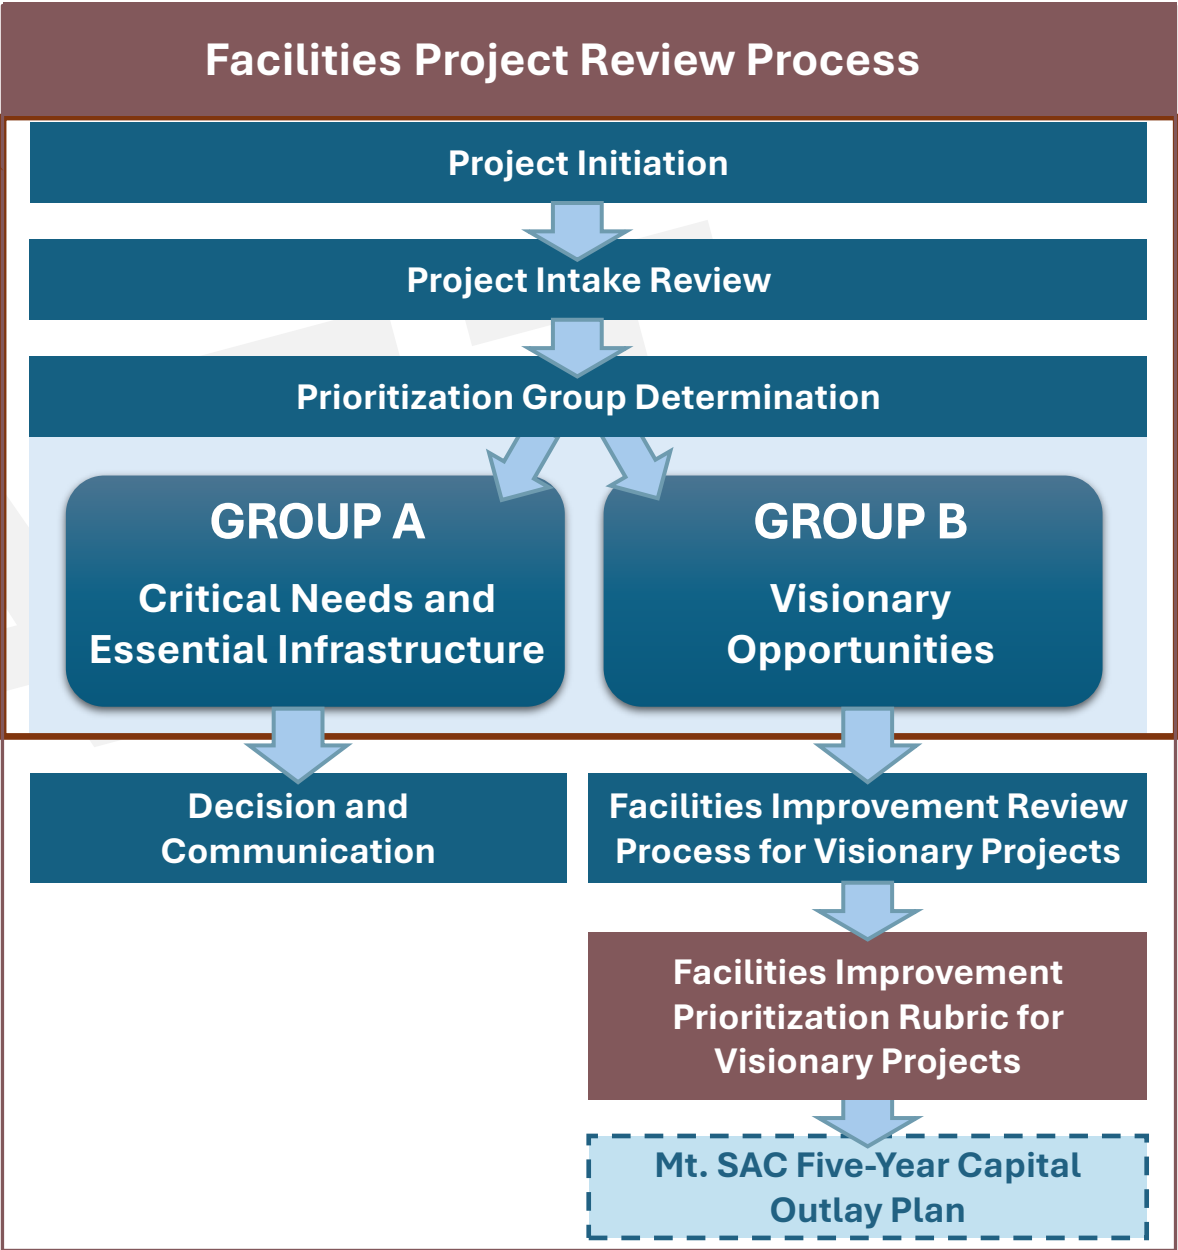 Facilities Project Review Process
Project Initiation
Project Intake Review
Prioritization Group Determination
GROUP A
Critical Needs and
Essential Infrastructure
GROUP B
Visionary
Opportunities
Decision and
Communication
Facilities Improvement Review
Process for Visionary Projects
Facilities Improvement
Prioritization Rubric for
Visionary Projects
Mt. SAC Five-Year Capital
Outlay Plan